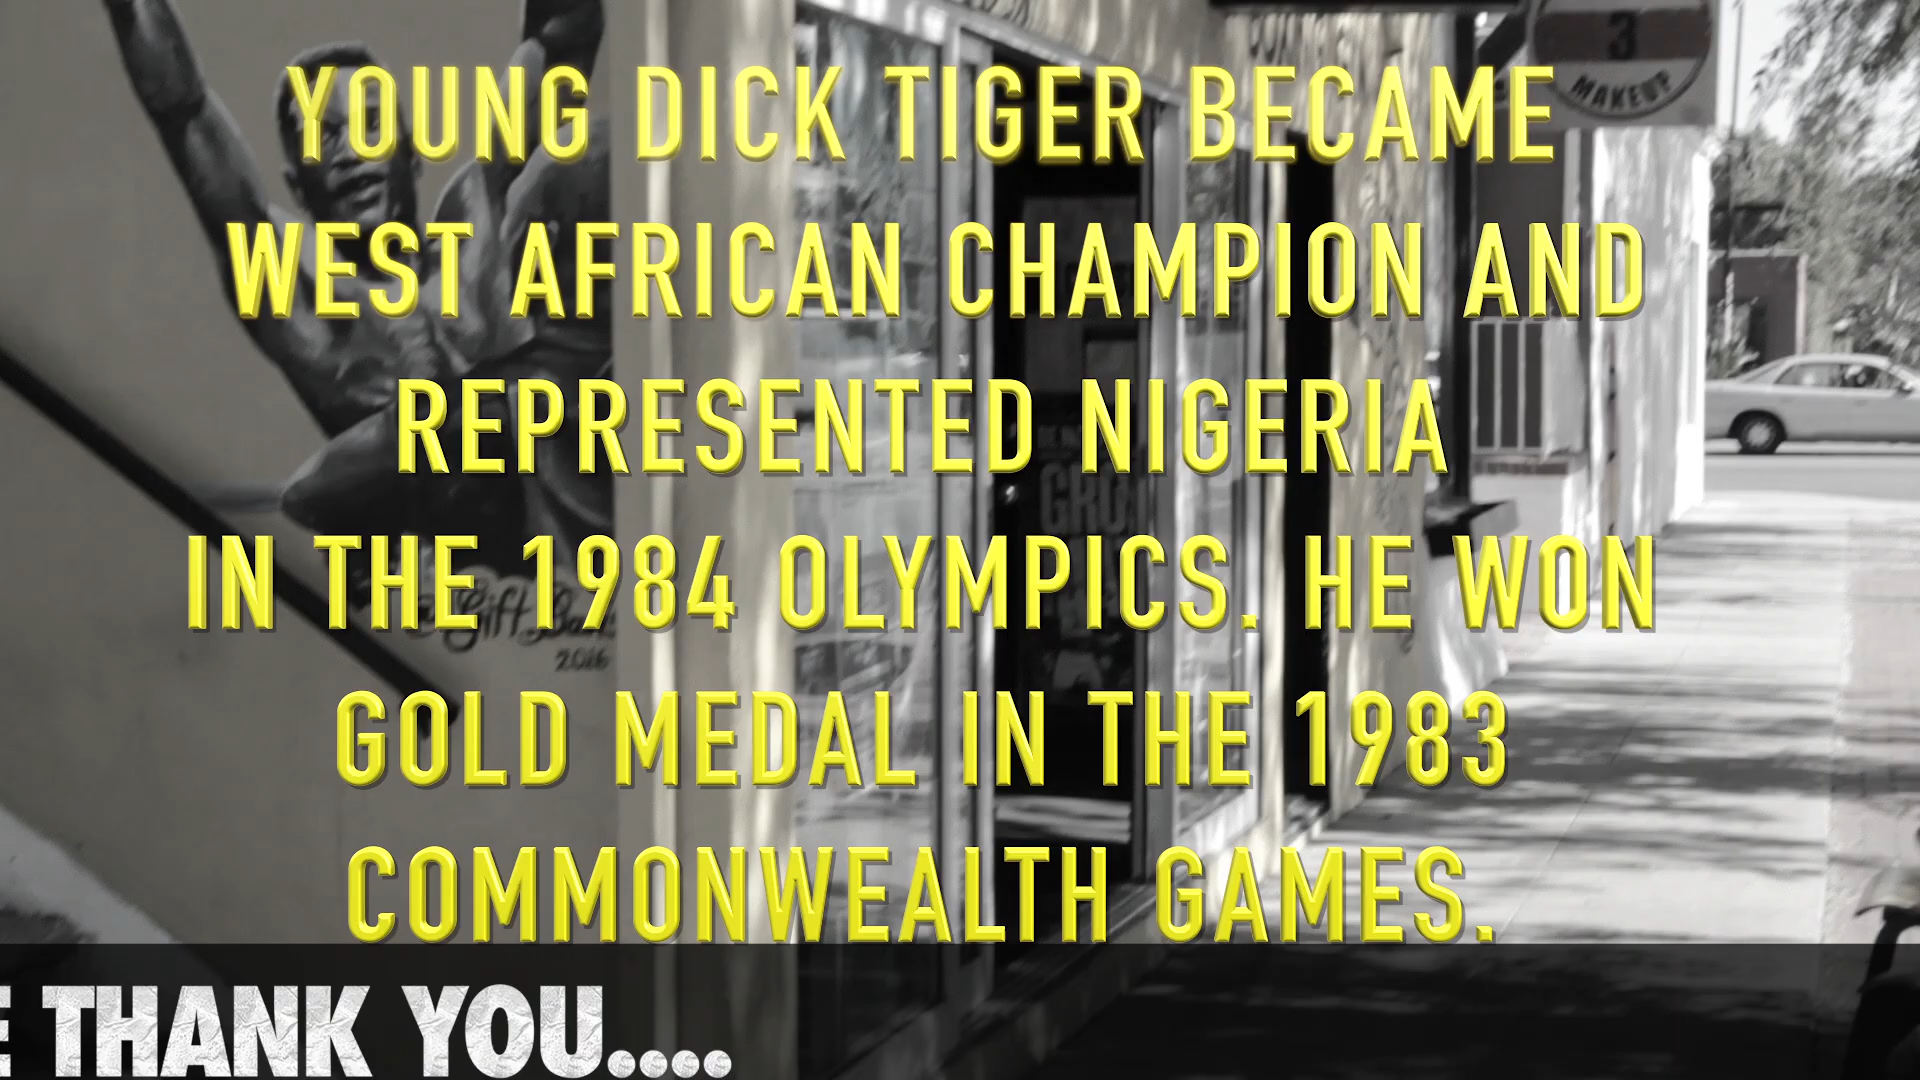 3
MAKEUP
YOUNG DICK TIGER BECAME
WEST AFRICAN CHAMPION AND
REPRESENTED NIGERIA
IN THE 1984 OLYMPICS. HE WON
GOLD MEDAL IN THE 1983
COMMONWEALTH GAMES.
2016
THANK YOU....